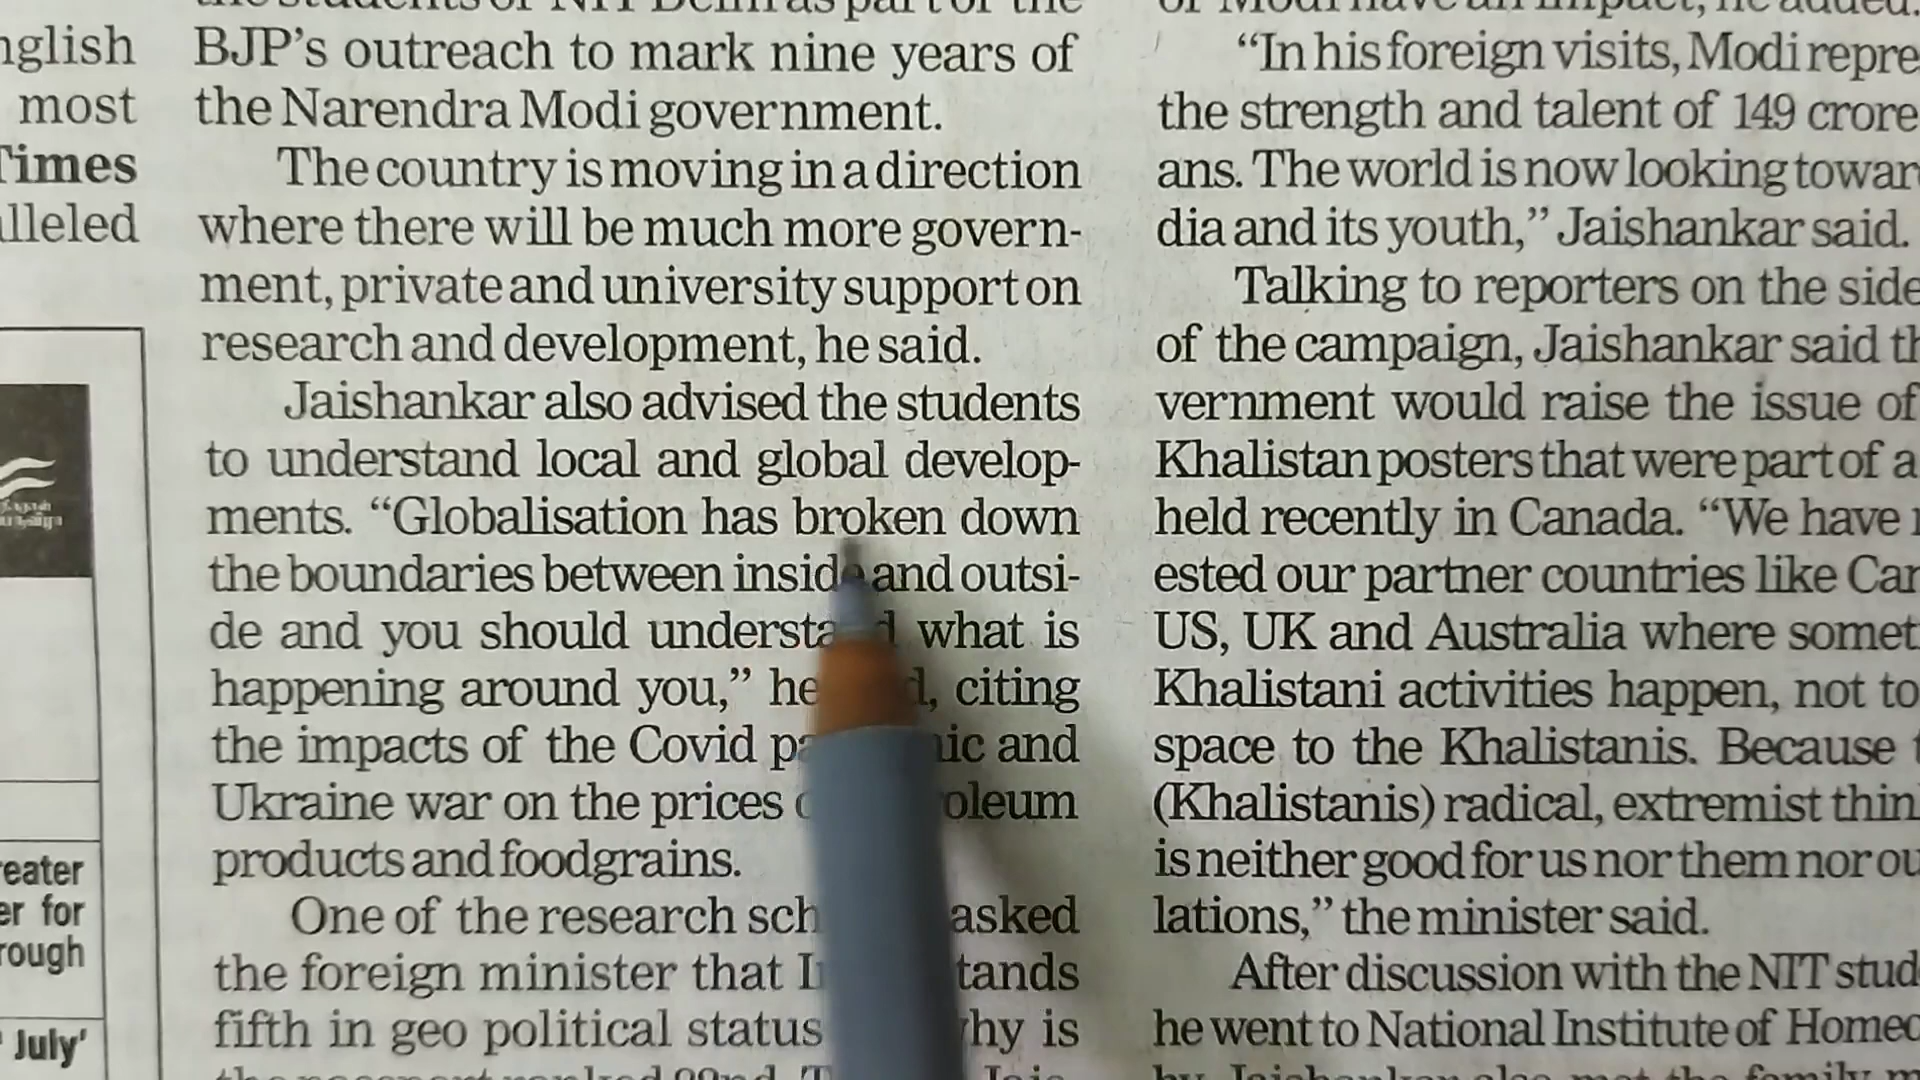 nglish
most
Times
lleled
eater
er for
rough
July'
BJP's outreach to mark nine years of
the Narendra Modi government.
The country is moving in a direction
where there will be much more govern-
ment, private and university support on
research and development, he said.
Jaishankar also advised the students
to understand local and global develop-
ments. “Globalisation has broken down
the boundaries between inside and outsi-
de and you should understand what is
happening around you,” he citing
the impacts of the Covid and
Ukraine war on the prices oleum
products and foodgrains.
One of the research sch asked
the foreign minister that tands
fifth in geo political status hy is
of Modi have an impact, he added.
“In his foreign visits, Modi repre
the strength and talent of 149 crore
ans. The world is now looking towar
dia and its youth,” Jaishankar said.
Talking to reporters on the side
of the campaign, Jaishankar said th
vernment would raise the issue of
Khalistan posters that were part of a
held recently in Canada. “We have
ested our partner countries like Can
US, UK and Australia where somet
Khalistani activities happen, not to
space to the Khalistanis. Because
(Khalistanis) radical, extremist thin
is neither good for us nor them nor ou
lations,” the minister said.
After discussion with the NIT stud
he went to National Institute of Homeo